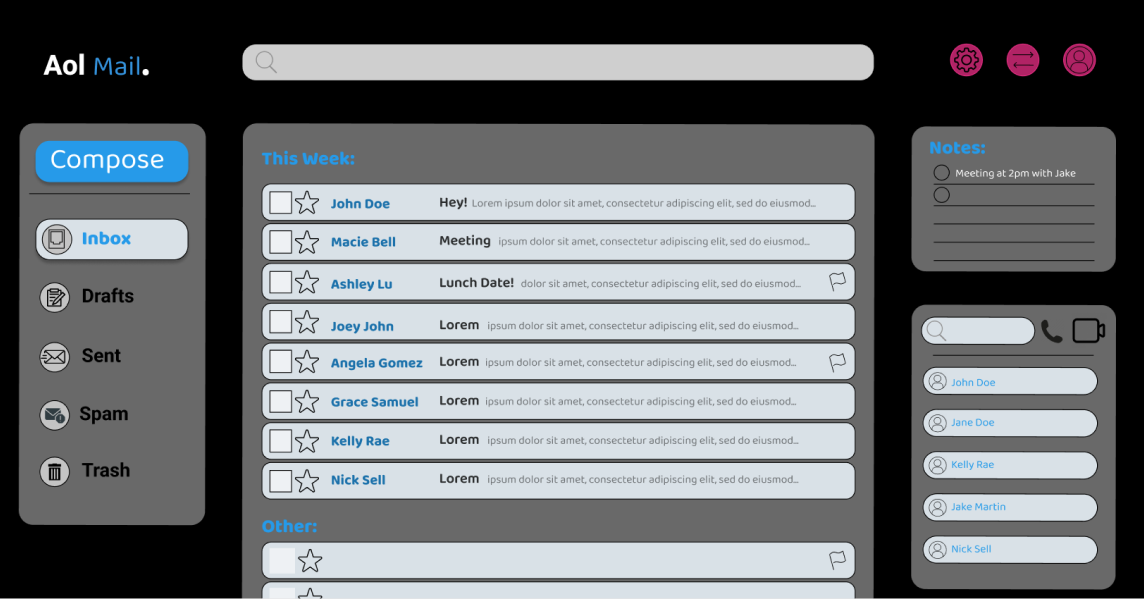 Aol Mail.
Compose
Inbox
Drafts
Sent
Spam
Trash
This Week:
John Doe Hey! Lorem ipsum dolor sit amet, consectetur adipiscing elit, sed do eiusmod...
Macie Bell Meeting ipsum dolor sit amet, consectetur adipiscing elit, sed do eiusmod...
Ashley Lu Lunch Date! dolor sit amet, consectetur adipiscing elit, sed do eiusmod...
Joey John Lorem ipsum dolor sit amet, consectetur adipiscing elit, sed do eiusmod...
Angela Gomez Lorem ipsum dolor sit amet, consectetur adipiscing elit, sed do eiusmod...
Grace Samuel Lorem ipsum dolor sit amet, consectetur adipiscing elit, sed do eiusmod...
Kelly Rae Lorem ipsum dolor sit amet, consectetur adipiscing elit, sed do eiusmod...
Nick Sell Lorem ipsum dolor sit amet, consectetur adipiscing elit, sed do eiusmod...
Other:
Notes:
Meeting at 2pm with Jake
John Doe
Jane Doe
Kelly Rae
Jake Martin
Nick Sell